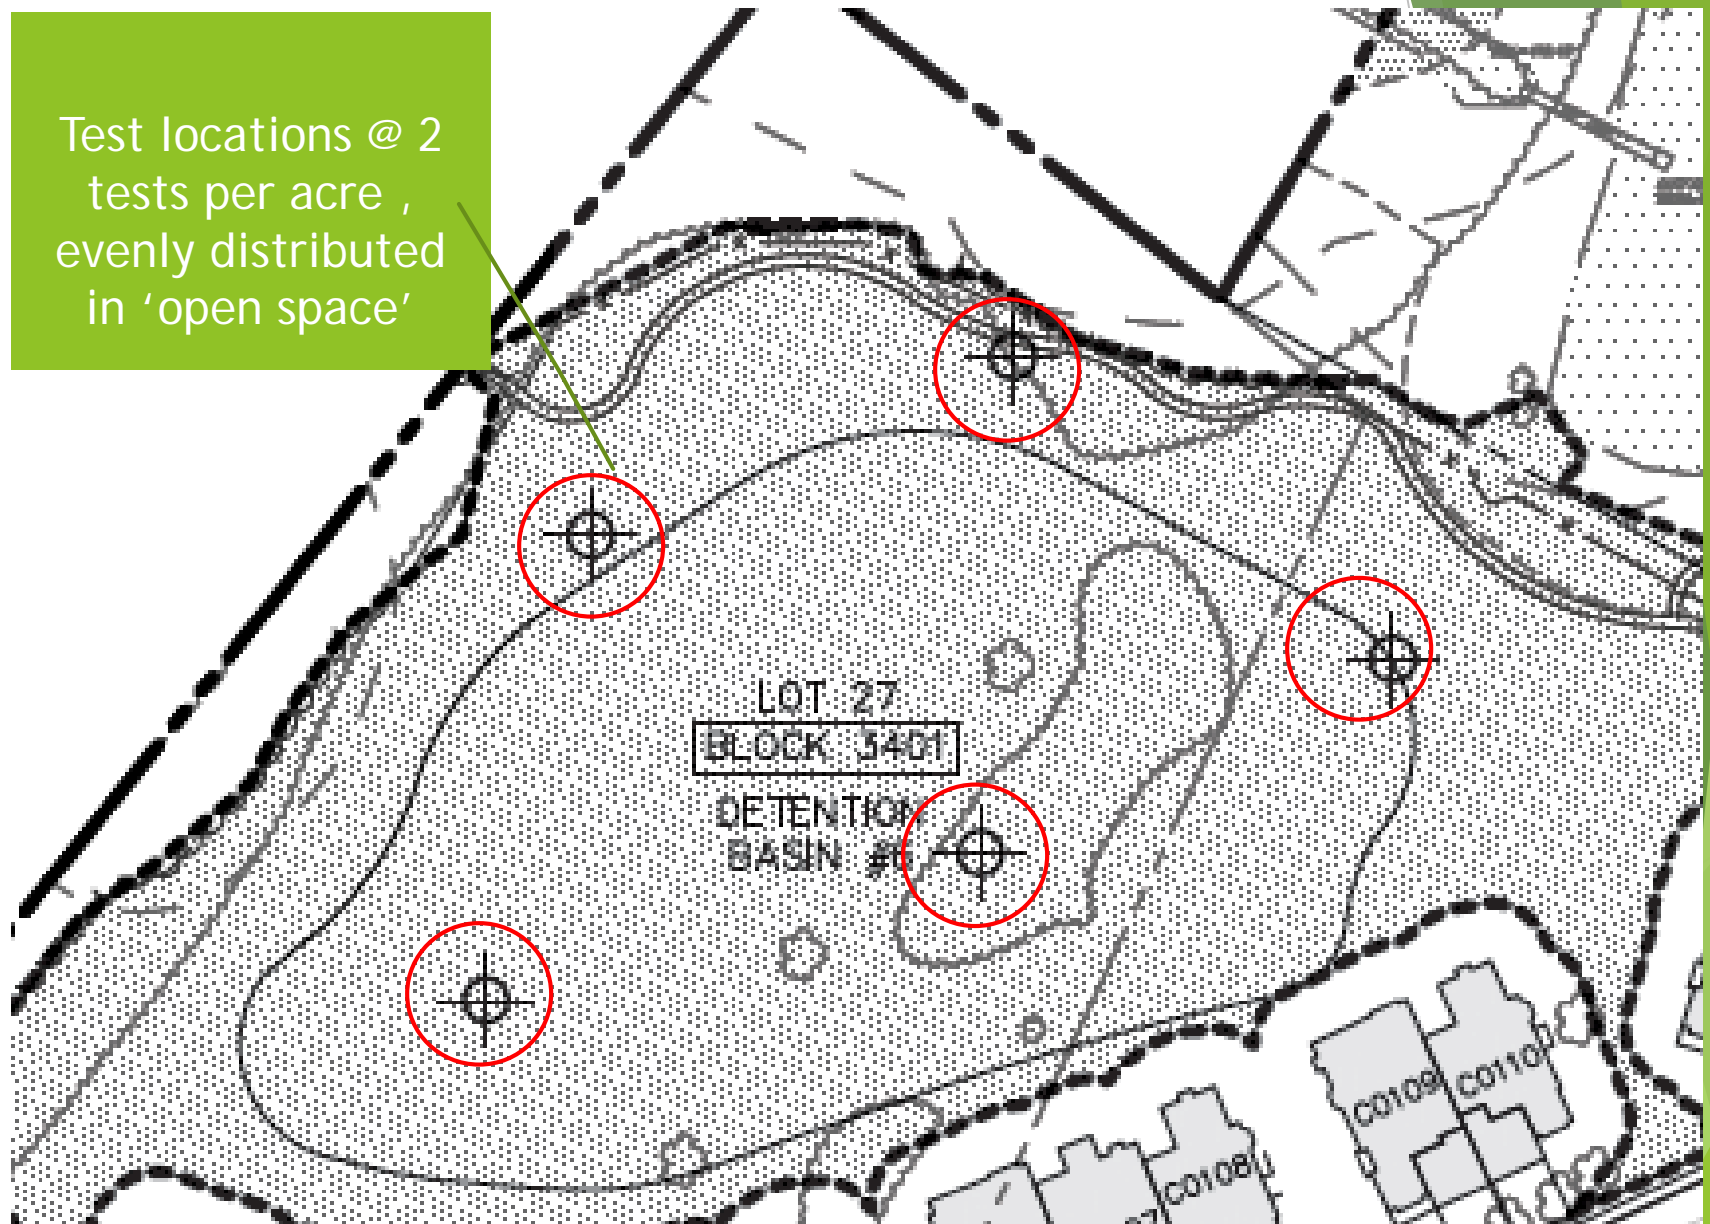 Test locations @ 2
tests per acre ,
evenly distributed
in ‘open space’
LOT 27
BLOCK 3401
DETENTION
BASIN
C0109
C0110
C0108